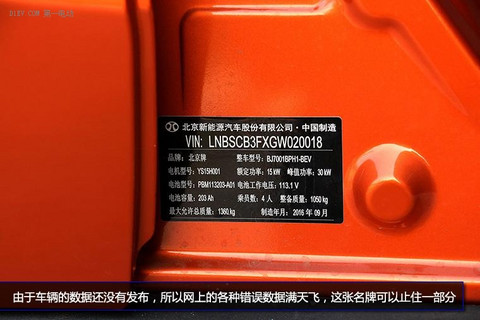 D1EV.COM 第一电动
北京新能源汽车股份有限公司·中国制造
VIN: LNBSCB3FXGW020018
品牌: 北京牌 整车型号: BJ7001BPH1-BEV
电机型号: YS15H001 额定功率: 15 kW 峰值功率: 30 kW
电池型号: PBM113203-A01 电池工作电压: 113.1 V
电池容量: 203 Ah 乘员数: 4 人 整备质量: 1050 kg
最大允许总质量: 1360 kg 制造年月: 2016 年 09 月
由于车辆的数据还没有发布，所以网上的各种错误数据满天飞，这张名牌可以止住一部分